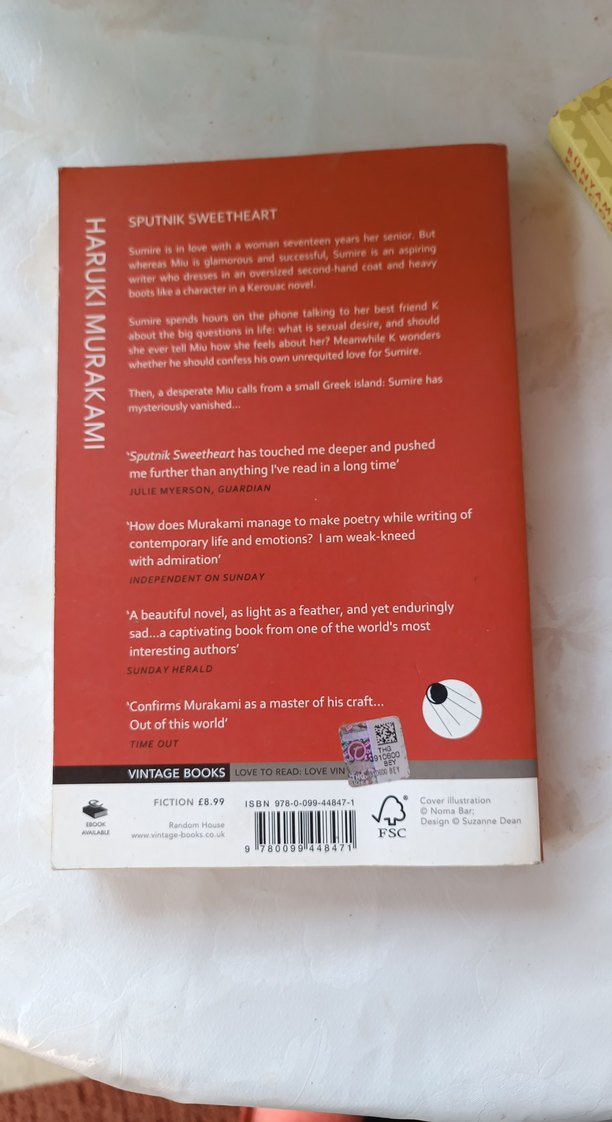 HARUKI MURAKAMI
SPUTNIK SWEETHEART
Sumire is in love with a woman seventeen years her senior. But
whereas Miu is glamorous and successful, Sumire is an aspiring
writer who dresses in an oversized second-hand coat and heavy
boots like a character in a Kerouac novel.
Sumire spends hours on the phone talking to her best friend K
about the big questions in life: what is sexual desire, and should
she ever tell Miu how she feels about her? Meanwhile K wonders
whether he should confess his own unrequited love for Sumire.
Then, a desperate Miu calls from a small Greek island: Sumire has
mysteriously vanished...
'Sputnik Sweetheart has touched me deeper and pushed
me further than anything I've read in a long time'
JULIE MYERSON, GUARDIAN
'How does Murakami manage to make poetry while writing of
contemporary life and emotions? I am weak-kneed
with admiration'
INDEPENDENT ON SUNDAY
'A beautiful novel, as light as a feather, and yet enduringly
sad...a captivating book from one of the world's most
interesting authors'
SUNDAY HERALD
'Confirms Murakami as a master of his craft...
Out of this world'
TIME OUT
THG
BEY
VINTAGE BOOKS LOVE TO READ: LOVE VIN
EBOOK
AVAILABLE
FICTION £8.99
Random House
www.vintage-books.co.uk
ISBN 978-0-099-44847-1
9 780099 448471
FSC
Cover illustration
© Noma Bar;
Design © Suzanne Dean